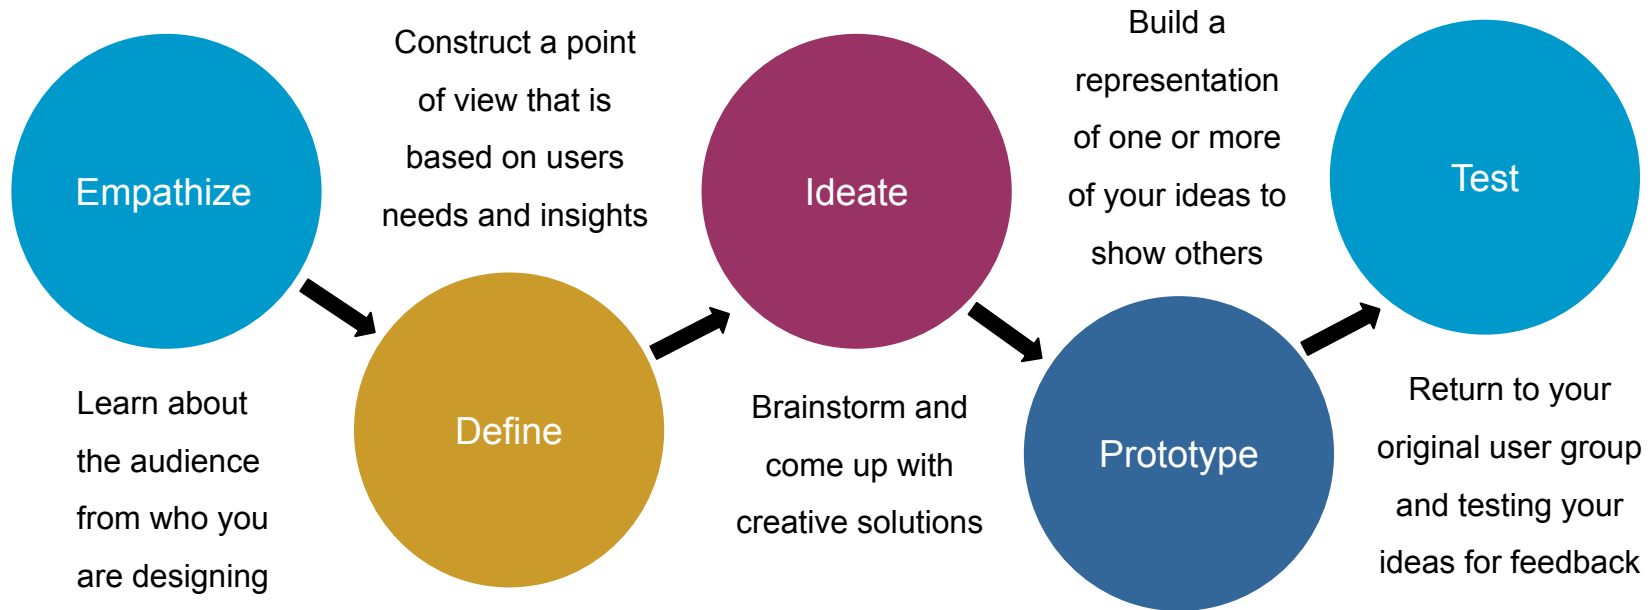 Empathize
Learn about
the audience
from who you
are designing
Construct a point
of view that is
based on users
needs and insights
Define
Ideate
Brainstorm and
come up with
creative solutions
Build a
representation
of one or more
of your ideas to
show others
Prototype
Test
Return to your
original user group
and testing your
ideas for feedback